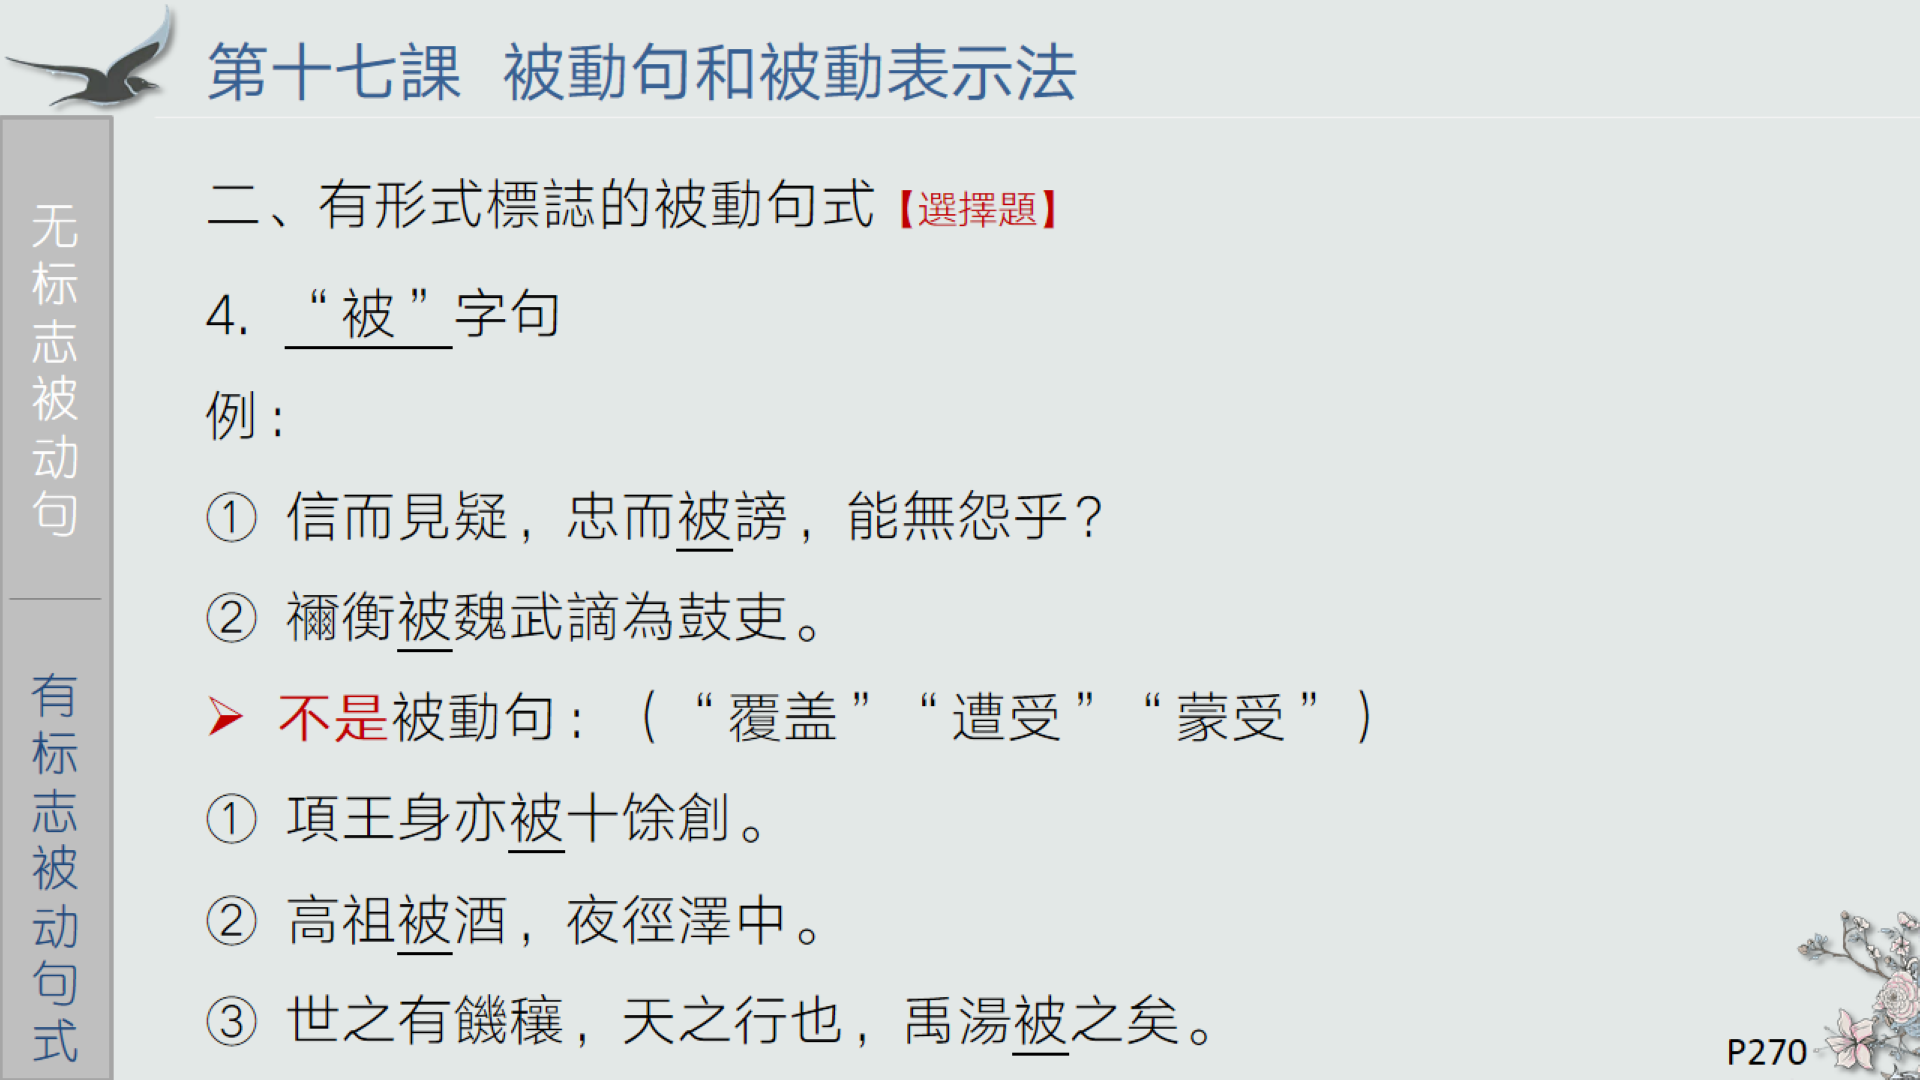 第十七課 被動句和被動表示法
无标志被动句
有标志被动句式
二、有形式標誌的被動句式【選擇題】
4. “被”字句
例：
① 信而見疑，忠而被謗，能無怨乎？
② 禰衡被魏武謫為鼓吏。
➢ 不是被動句：（“覆盖”“遭受”“蒙受”）
① 項王身亦被十馀創。
② 高祖被酒，夜徑澤中。
③ 世之有饑穰，天之行也，禹湯被之矣。
P270